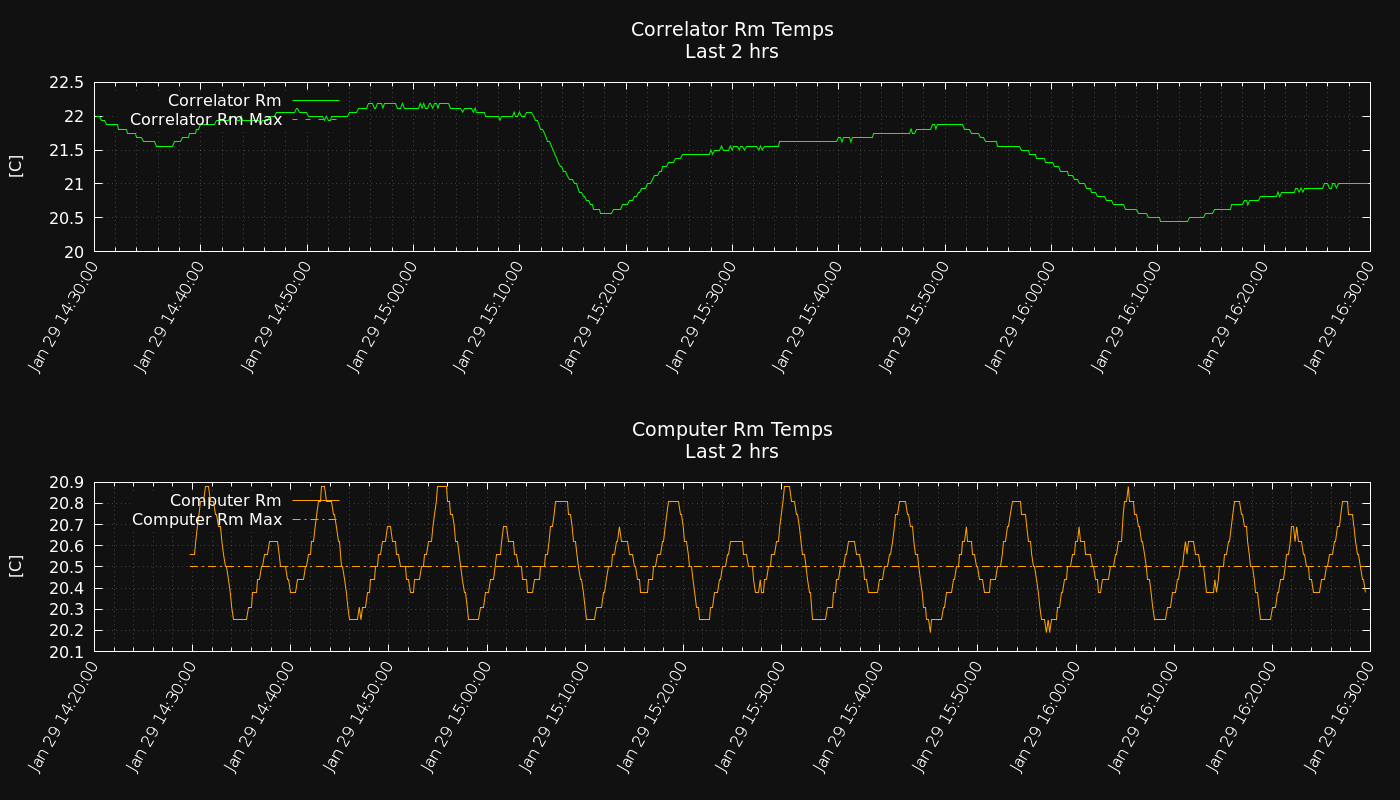 Correlator Rm Temps
Last 2 hrs
22.5
22
21.5
21
20.5
20
[C]
Correlator Rm
Correlator Rm Max
Jan 29 14:30:00
Jan 29 14:40:00
Jan 29 14:50:00
Jan 29 15:00:00
Jan 29 15:10:00
Jan 29 15:20:00
Jan 29 15:30:00
Jan 29 15:40:00
Jan 29 15:50:00
Jan 29 16:00:00
Jan 29 16:10:00
Jan 29 16:20:00
Jan 29 16:30:00
Computer Rm Temps
Last 2 hrs
20.9
20.8
20.7
20.6
20.5
20.4
20.3
20.2
20.1
[C]
Computer Rm
Computer Rm Max
Jan 29 14:20:00
Jan 29 14:30:00
Jan 29 14:40:00
Jan 29 14:50:00
Jan 29 15:00:00
Jan 29 15:10:00
Jan 29 15:20:00
Jan 29 15:30:00
Jan 29 15:40:00
Jan 29 15:50:00
Jan 29 16:00:00
Jan 29 16:10:00
Jan 29 16:20:00
Jan 29 16:30:00